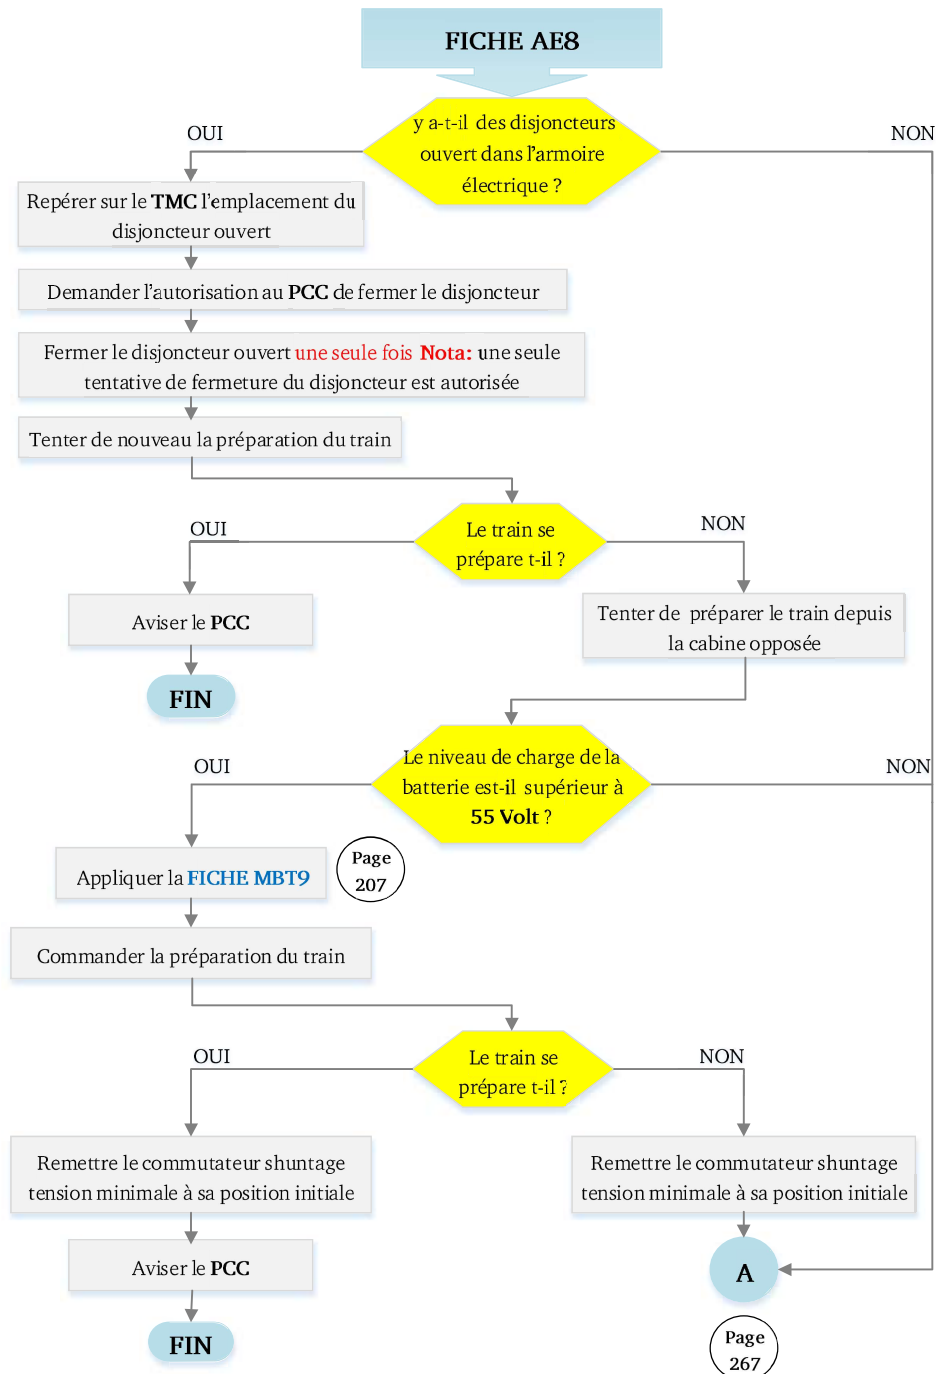 FICHE AE8
y a-t-il des disjoncteurs
ouvert dans l'armoire
électrique ?
OUI
NON
Repérer sur le TMC l'emplacement du
disjoncteur ouvert
Demander l'autorisation au PCC de fermer le disjoncteur
Fermer le disjoncteur ouvert une seule fois Nota: une seule
tentative de fermeture du disjoncteur est autorisée
Tenter de nouveau la préparation du train
Le train se
prépare t-il ?
OUI
NON
Aviser le PCC
FIN
Tenter de préparer le train depuis
la cabine opposée
Le niveau de charge de la
batterie est-il supérieur à
55 Volt ?
OUI
NON
Appliquer la FICHE MBT9
Page
207
Commander la préparation du train
Le train se
prépare t-il ?
OUI
NON
Remettre le commutateur shuntage
tension minimale à sa position initiale
Remettre le commutateur shuntage
tension minimale à sa position initiale
Aviser le PCC
FIN
A
Page
267